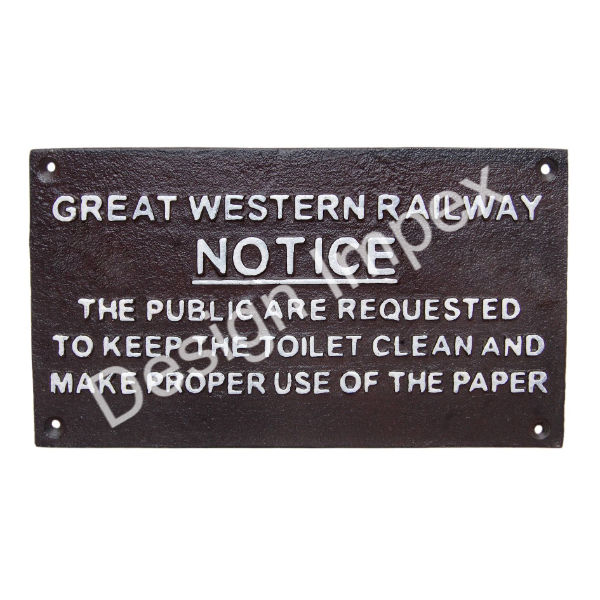 GREAT WESTERN RAILWAY
NOTICE
THE PUBLIC ARE REQUESTED
TO KEEP THE TOILET CLEAN AND
MAKE PROPER USE OF THE PAPER
Design Impex